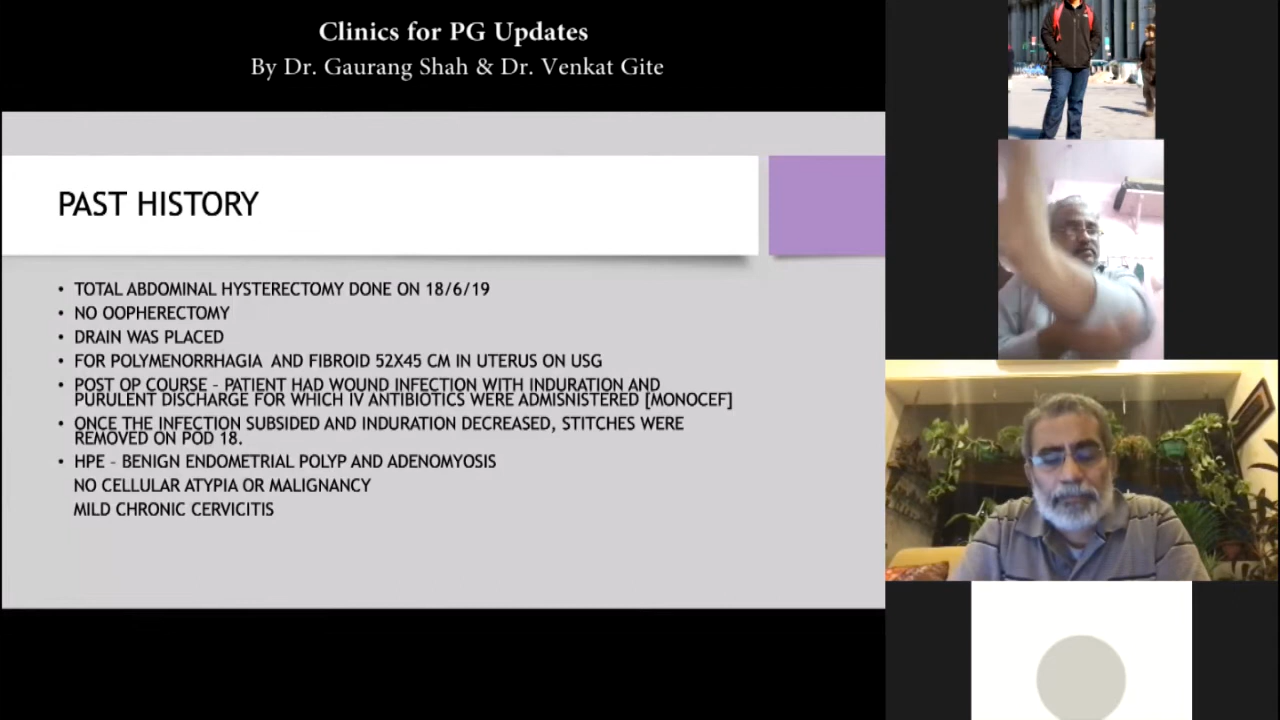 Clinics for PG Updates
By Dr. Gaurang Shah & Dr. Venkat Gite
PAST HISTORY
• TOTAL ABDOMINAL HYSTERECTOMY DONE ON 18/6/19
• NO OOPHERECTOMY
• DRAIN WAS PLACED
• FOR POLYMENORRHAGIA AND FIBROID 52X45 CM IN UTERUS ON USG
• POST OP COURSE – PATIENT HAD WOUND INFECTION WITH INDURATION AND
PURULENT DISCHARGE FOR WHICH IV ANTIBIOTICS WERE ADMISNISTERED [MONOCEF]
• ONCE THE INFECTION SUBSIDED AND INDURATION DECREASED, STITCHES WERE
REMOVED ON POD 18.
• HPE – BENIGN ENDOMETRIAL POLYP AND ADENOMYOSIS
NO CELLULAR ATYPIA OR MALIGNANCY
MILD CHRONIC CERVICITIS